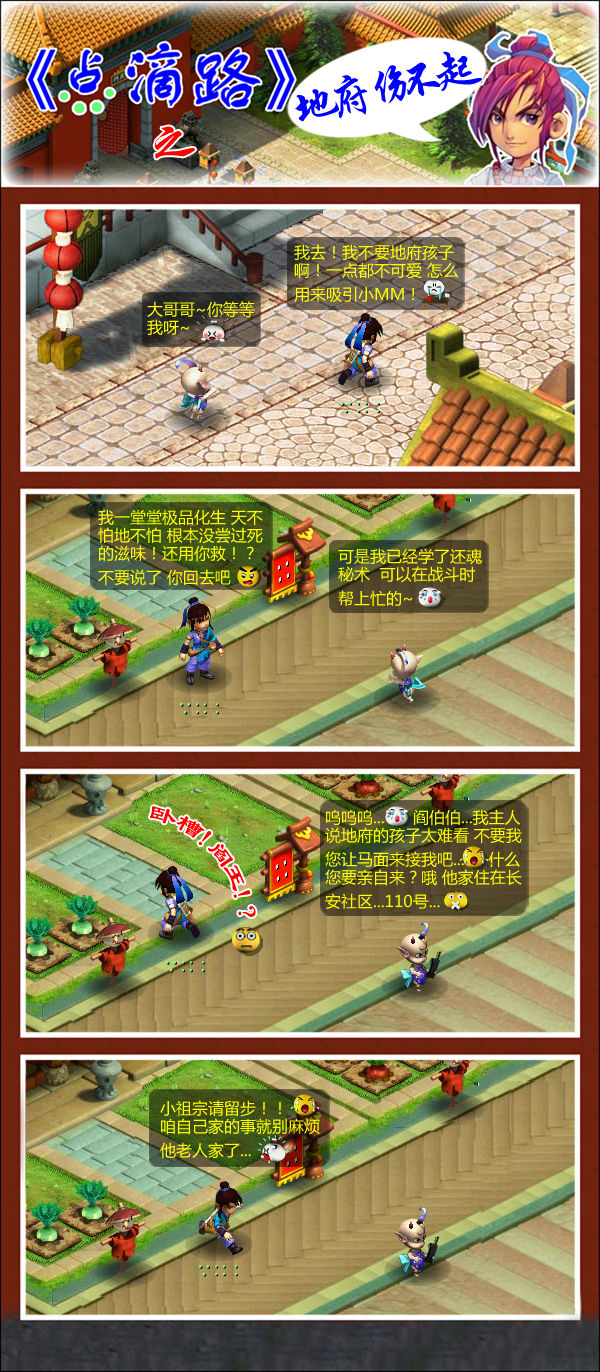 《点滴路》
之
地府 伤不起
大哥哥~你等等
我呀~
我去！我不要地府孩子
啊！一点都不可爱 怎么
用来吸引小MM！
我一堂堂极品化生 天不
怕地不怕 根本没尝过死
的滋味！还用你救！？
不要说了 你回去吧
可是我已经学了还魂
秘术 可以在战斗时
帮上忙的~
卧槽！阎王！？
呜呜呜... 阎伯伯...我主人
说地府的孩子太难看 不要我
您让马面来接我吧... 什么
您要亲自来？哦 他家住在长
安社区...110号...
小祖宗请留步！！
咱自己家的事就别麻烦
他老人家了...